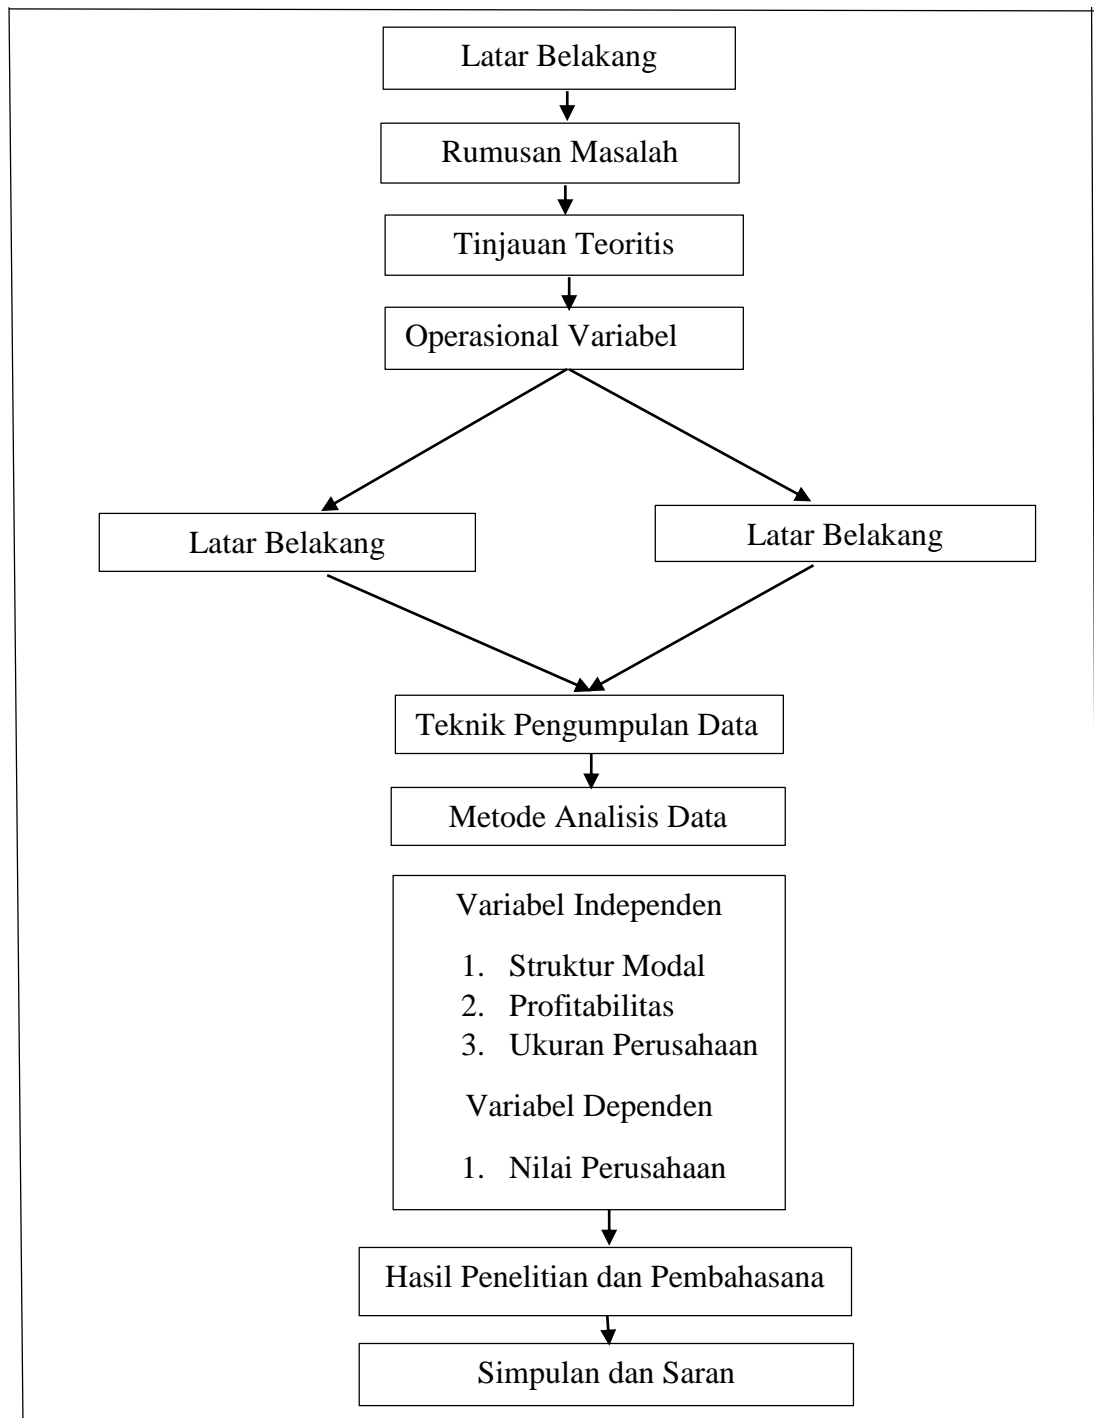 Latar Belakang
Rumusan Masalah
Tinjauan Teoritis
Operasional Variabel
Latar Belakang
Latar Belakang
Teknik Pengumpulan Data
Metode Analisis Data
Variabel Independen
1. Struktur Modal
2. Profitabilitas
3. Ukuran Perusahaan
Variabel Dependen
1. Nilai Perusahaan
Hasil Penelitian dan Pembahasana
Simpulan dan Saran